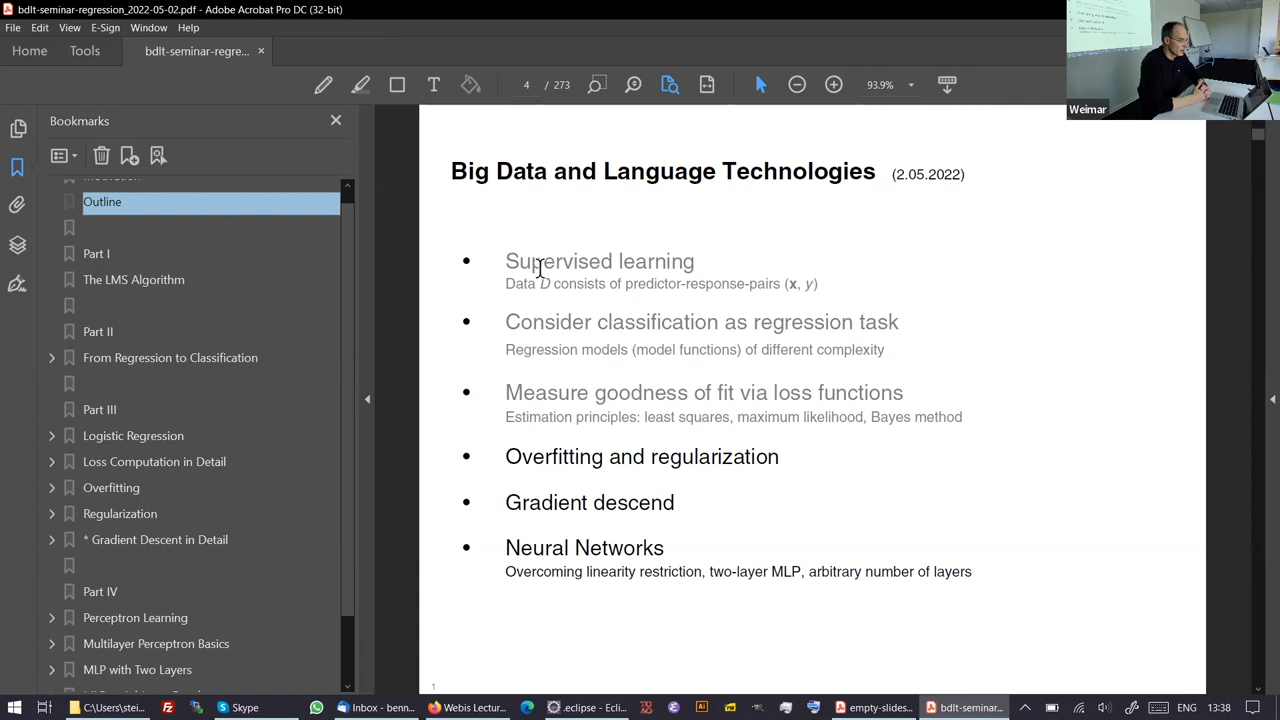 bdlt-seminar-regression_2022-05-02.pdf - Adobe Acrobat Pro DC (32-bit)
File Edit View E-Sign Window Help
Home Tools bdlt-seminar-regre... ×
4 / 273 93.9%
Weimar
Bookmarks
Outline
Part I
The LMS Algorithm
Part II
From Regression to Classification
Part III
Logistic Regression
Loss Computation in Detail
Overfitting
Regularization
* Gradient Descent in Detail
Part IV
Perceptron Learning
Multilayer Perceptron Basics
MLP with Two Layers
Big Data and Language Technologies (2.05.2022)
• Supervised learning
Data D consists of predictor-response-pairs (x, y)
• Consider classification as regression task
Regression models (model functions) of different complexity
• Measure goodness of fit via loss functions
Estimation principles: least squares, maximum likelihood, Bayes method
• Overfitting and regularization
• Gradient descend
• Neural Networks
Overcoming linearity restriction, two-layer MLP, arbitrary number of layers
1
C:\Users\stei... Skype Inbox - benn... Webis Lectur... .eclipse - Ecli... empty-slides... bdlt-seminar... ENG 13:38